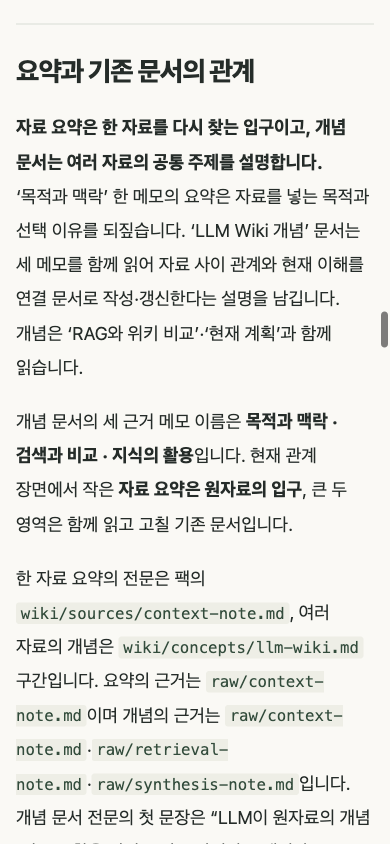 요약과 기존 문서의 관계
자료 요약은 한 자료를 다시 찾는 입구이고, 개념
문서는 여러 자료의 공통 주제를 설명합니다.
‘목적과 맥락’ 한 메모의 요약은 자료를 넣는 목적과
선택 이유를 되짚습니다. ‘LLM Wiki 개념’ 문서는
세 메모를 함께 읽어 자료 사이 관계와 현재 이해를
연결 문서로 작성·갱신한다는 설명을 남깁니다.
개념은 ‘RAG와 위키 비교’·‘현재 계획’과 함께
읽습니다.
개념 문서의 세 근거 메모 이름은 목적과 맥락 ·
검색과 비교 · 지식의 활용입니다. 현재 관계
장면에서 작은 자료 요약은 원자료의 입구, 큰 두
영역은 함께 읽고 고칠 기존 문서입니다.
한 자료 요약의 전문은 팩의
wiki/sources/context-note.md, 여러
자료의 개념은 wiki/concepts/llm-wiki.md
구간입니다. 요약의 근거는 raw/context-
note.md이며 개념의 근거는 raw/context-
note.md·raw/retrieval-
note.md·raw/synthesis-note.md입니다.
개념 문서 전문의 첫 문장은 “LLM이 원자료의 개념